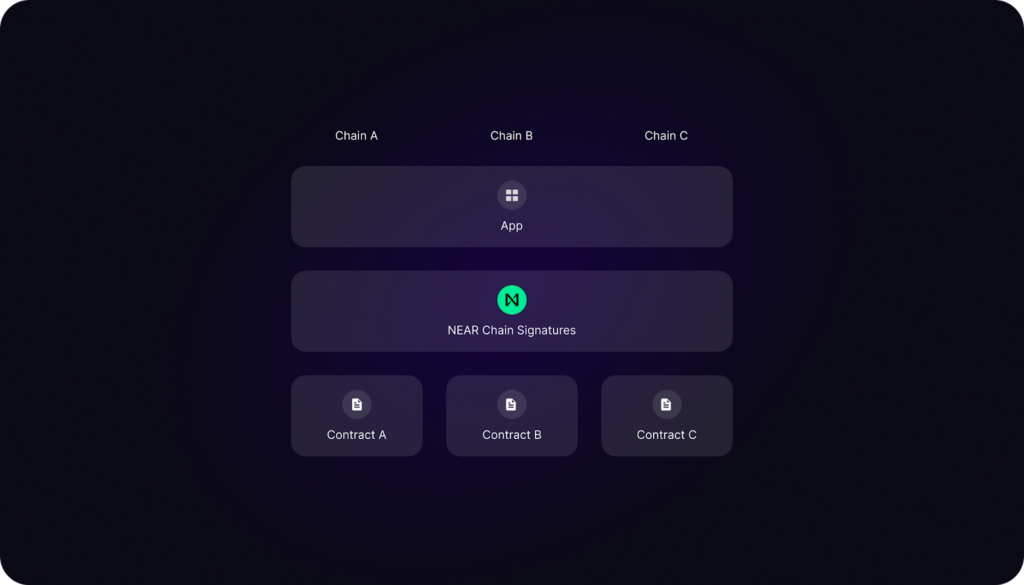 Chain A
Chain B
Chain C
App
NEAR Chain Signatures
Contract A
Contract B
Contract C